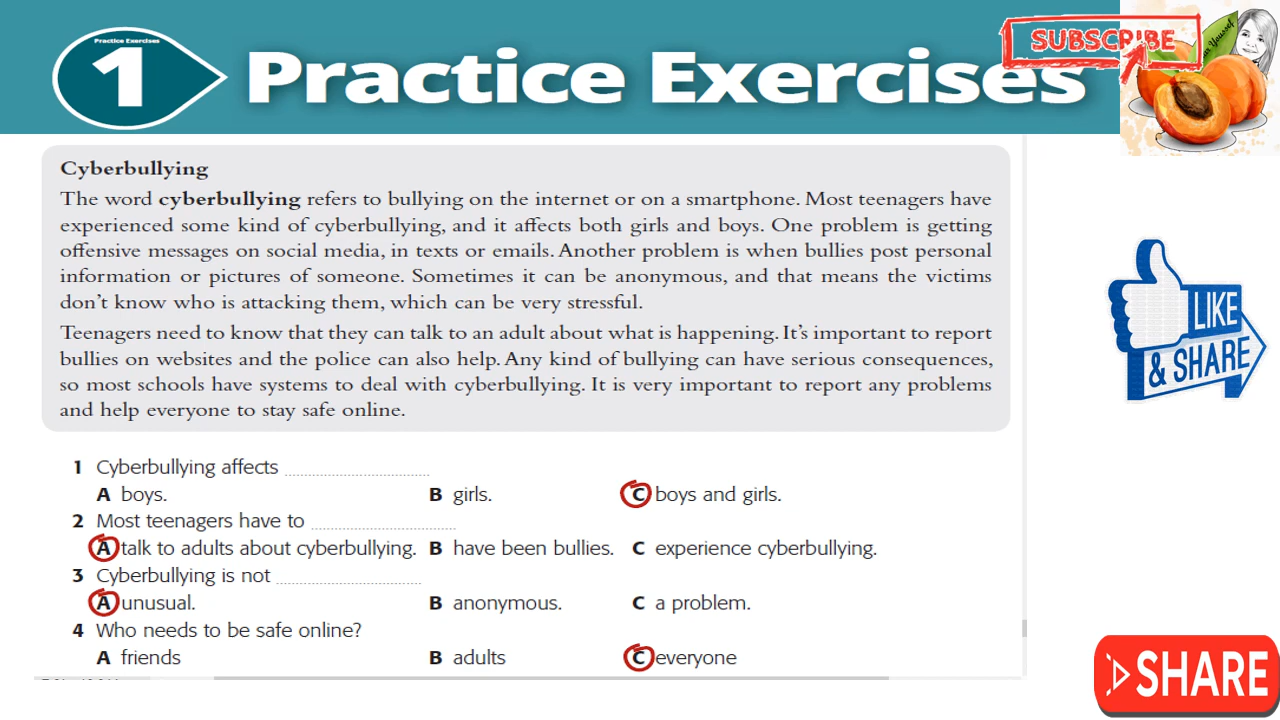 Practice Exercises
1 Practice Exercises
SUBSCRIBE
Youssef
Cyberbullying
The word cyberbullying refers to bullying on the internet or on a smartphone. Most teenagers have
experienced some kind of cyberbullying, and it affects both girls and boys. One problem is getting
offensive messages on social media, in texts or emails. Another problem is when bullies post personal
information or pictures of someone. Sometimes it can be anonymous, and that means the victims
don't know who is attacking them, which can be very stressful.
Teenagers need to know that they can talk to an adult about what is happening. It's important to report
bullies on websites and the police can also help. Any kind of bullying can have serious consequences,
so most schools have systems to deal with cyberbullying. It is very important to report any problems
and help everyone to stay safe online.
LIKE
& SHARE
1 Cyberbullying affects ...............................
A boys. B girls. C boys and girls.
2 Most teenagers have to ...............................
A talk to adults about cyberbullying. B have been bullies. C experience cyberbullying.
3 Cyberbullying is not ...............................
A unusual. B anonymous. C a problem.
4 Who needs to be safe online?
A friends B adults C everyone
SHARE